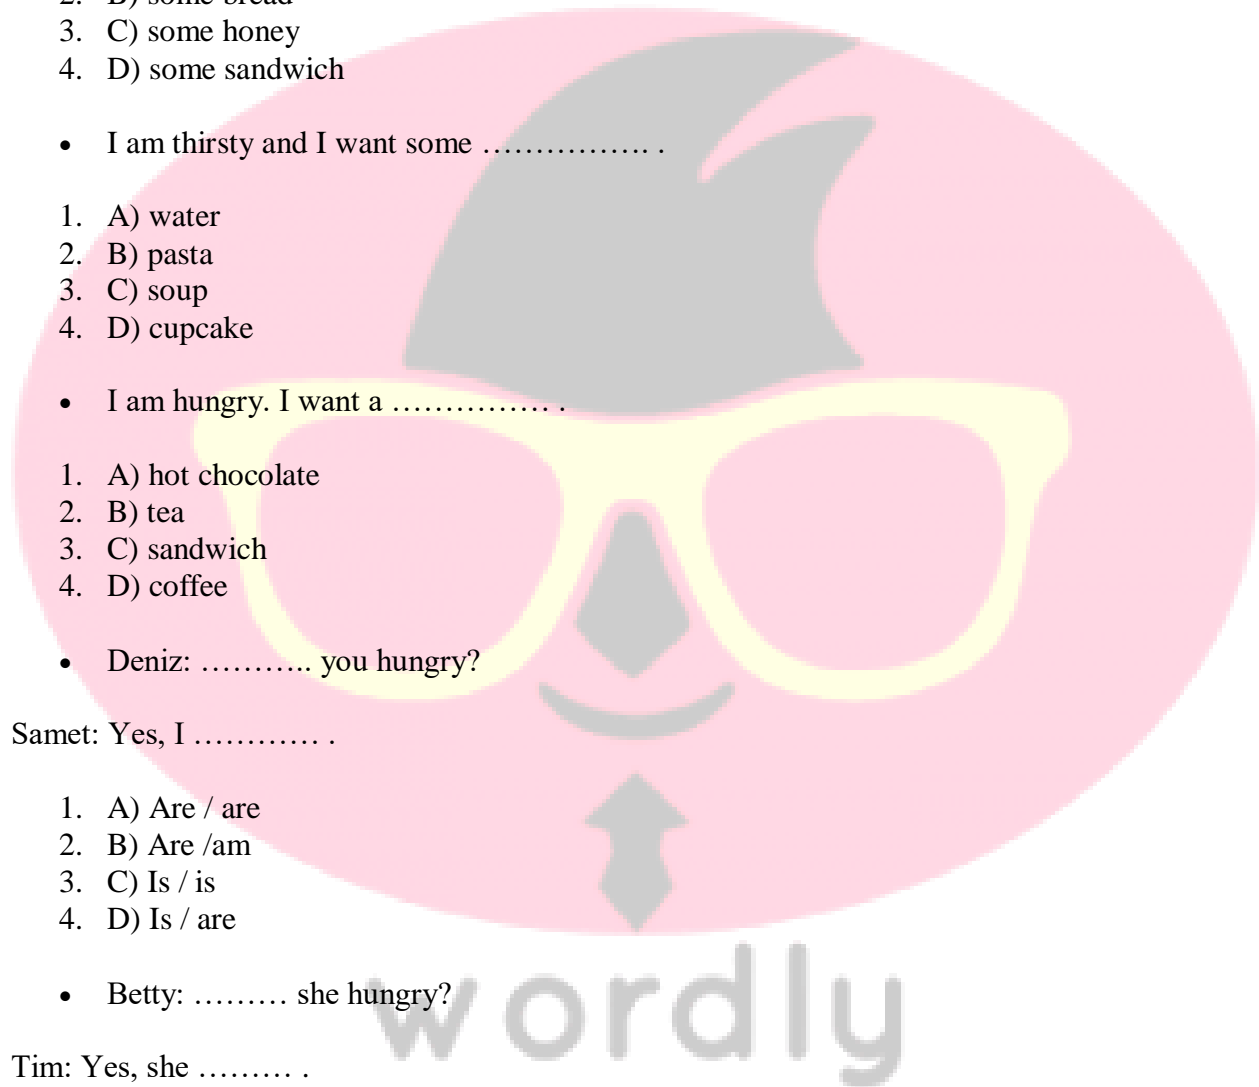 2. B) some bread
3. C) some honey
4. D) some sandwich
• I am thirsty and I want some ................. .
1. A) water
2. B) pasta
3. C) soup
4. D) cupcake
• I am hungry. I want a ................ .
1. A) hot chocolate
2. B) tea
3. C) sandwich
4. D) coffee
• Deniz: ……….. you hungry?
Samet: Yes, I ………… .
1. A) Are / are
2. B) Are /am
3. C) Is / is
4. D) Is / are
• Betty: ……… she hungry?
wordly
Tim: Yes, she ……… .